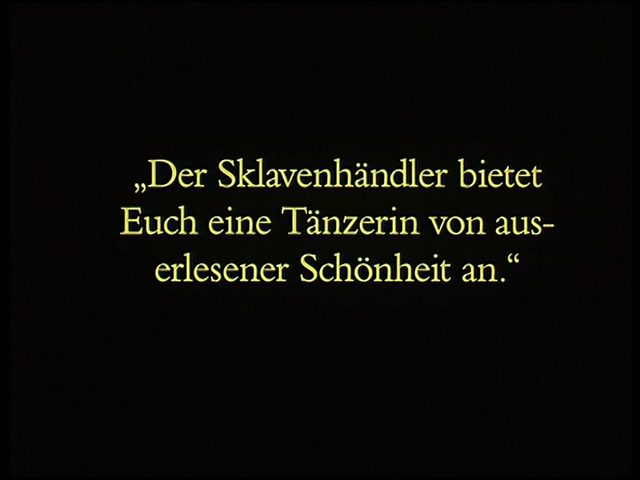 „Der Sklavenhändler bietet
Euch eine Tänzerin von aus-
erlesener Schönheit an.“